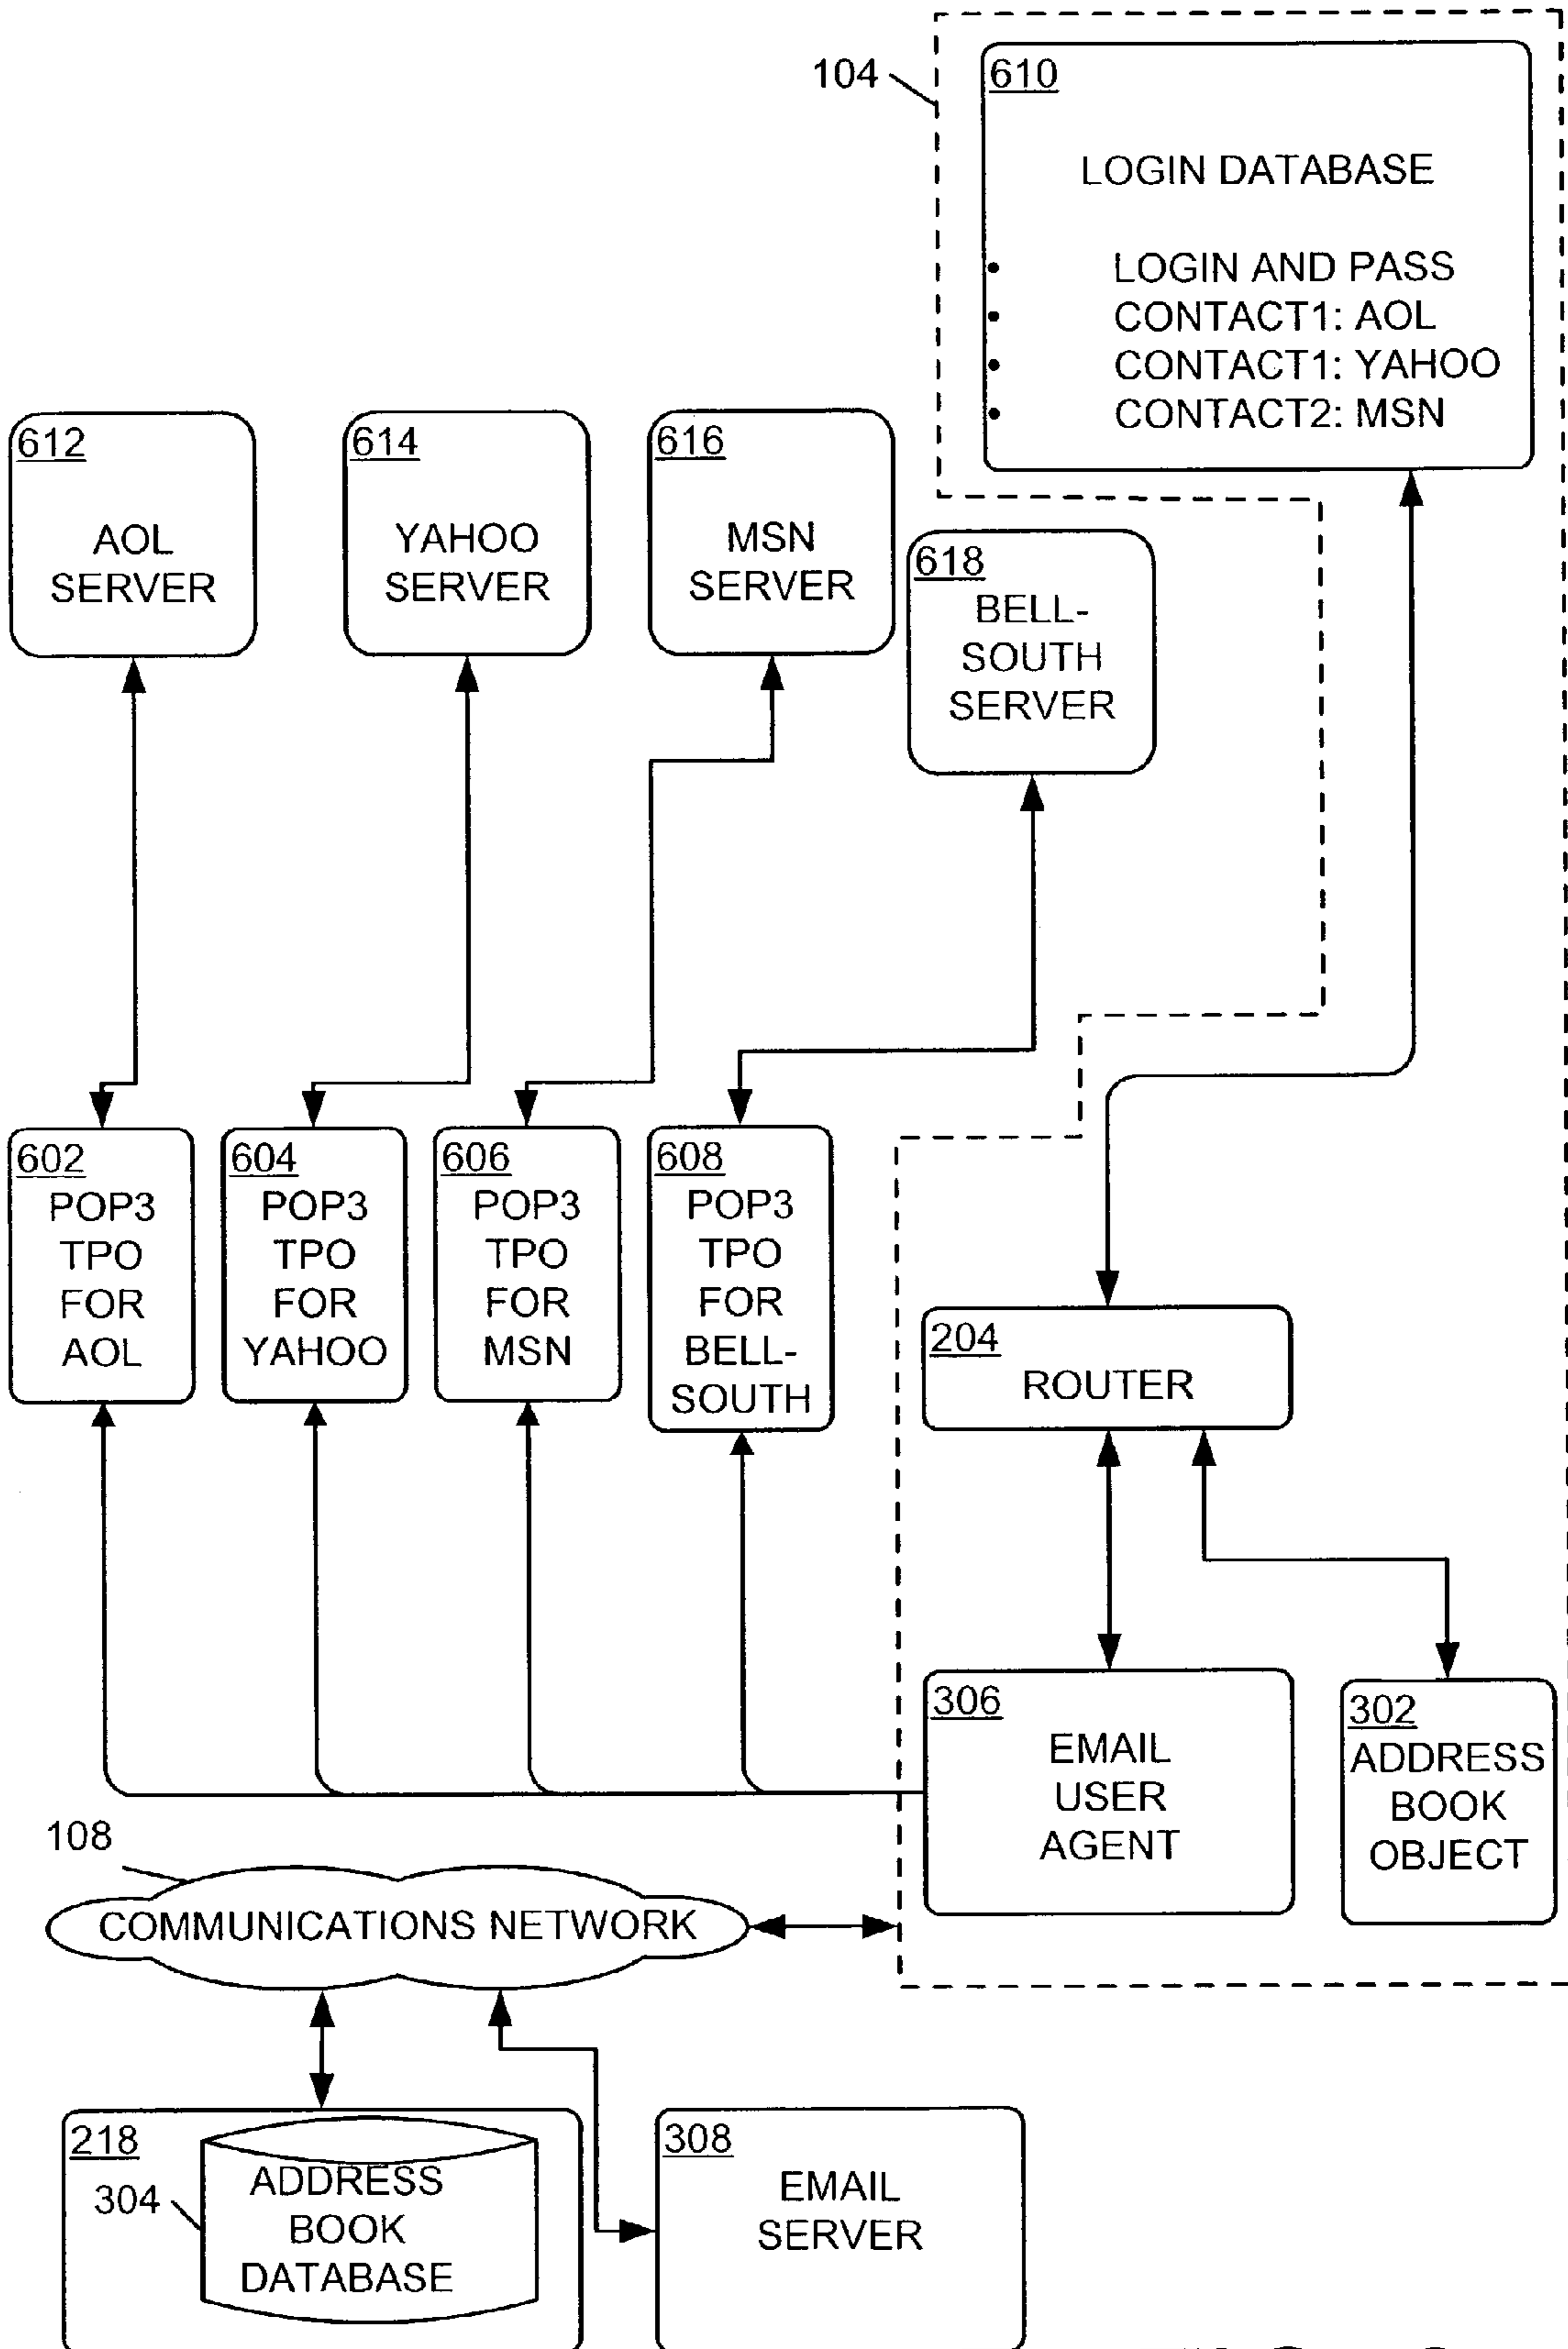 104
610
LOGIN DATABASE
• LOGIN AND PASS
• CONTACT1: AOL
• CONTACT1: YAHOO
• CONTACT2: MSN
612
AOL
SERVER
614
YAHOO
SERVER
616
MSN
SERVER
618
BELL-
SOUTH
SERVER
602
POP3
TPO
FOR
AOL
604
POP3
TPO
FOR
YAHOO
606
POP3
TPO
FOR
MSN
608
POP3
TPO
FOR
BELL-
SOUTH
204
ROUTER
306
EMAIL
USER
AGENT
302
ADDRESS
BOOK
OBJECT
108
COMMUNICATIONS NETWORK
218
304
ADDRESS
BOOK
DATABASE
308
EMAIL
SERVER